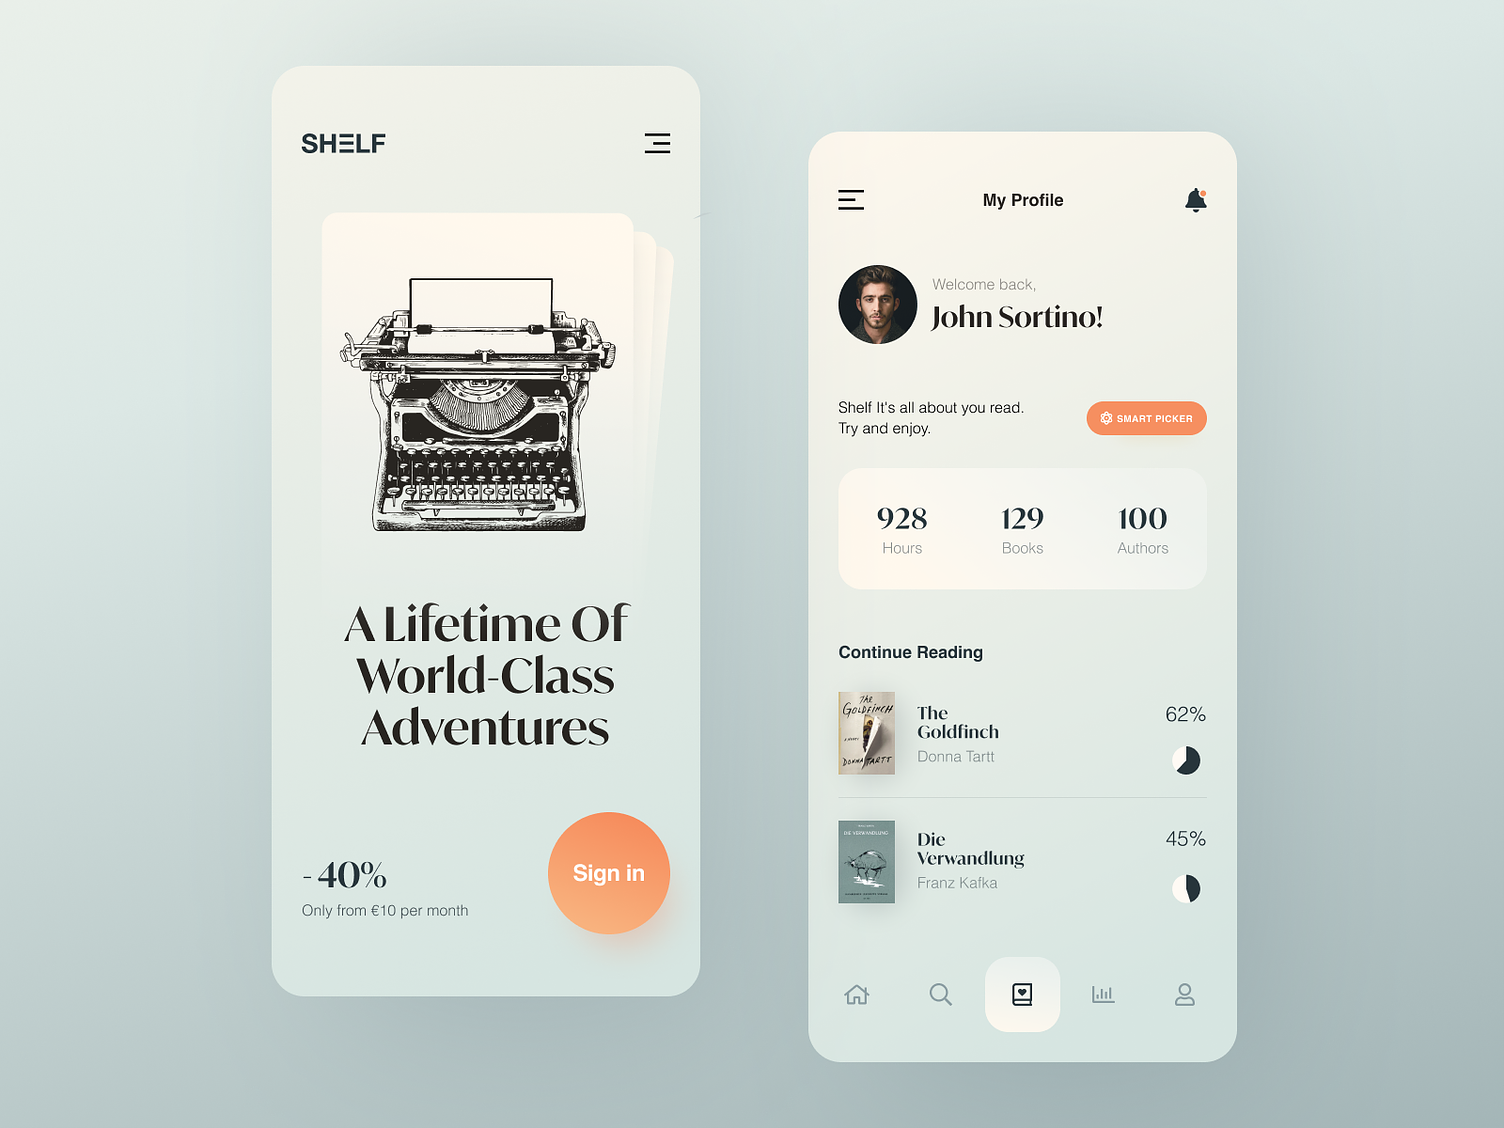 SHELF
A Lifetime Of
World-Class
Adventures
- 40%
Only from €10 per month
Sign in
My Profile
Welcome back,
John Sortino!
Shelf It's all about you read.
Try and enjoy.
SMART PICKER
928
Hours
129
Books
100
Authors
Continue Reading
THE
GOLDFINCH
A NOVEL
DONNA TARTT
The
Goldfinch
Donna Tartt
62%
DIE VERWANDLUNG
Die
Verwandlung
Franz Kafka
45%